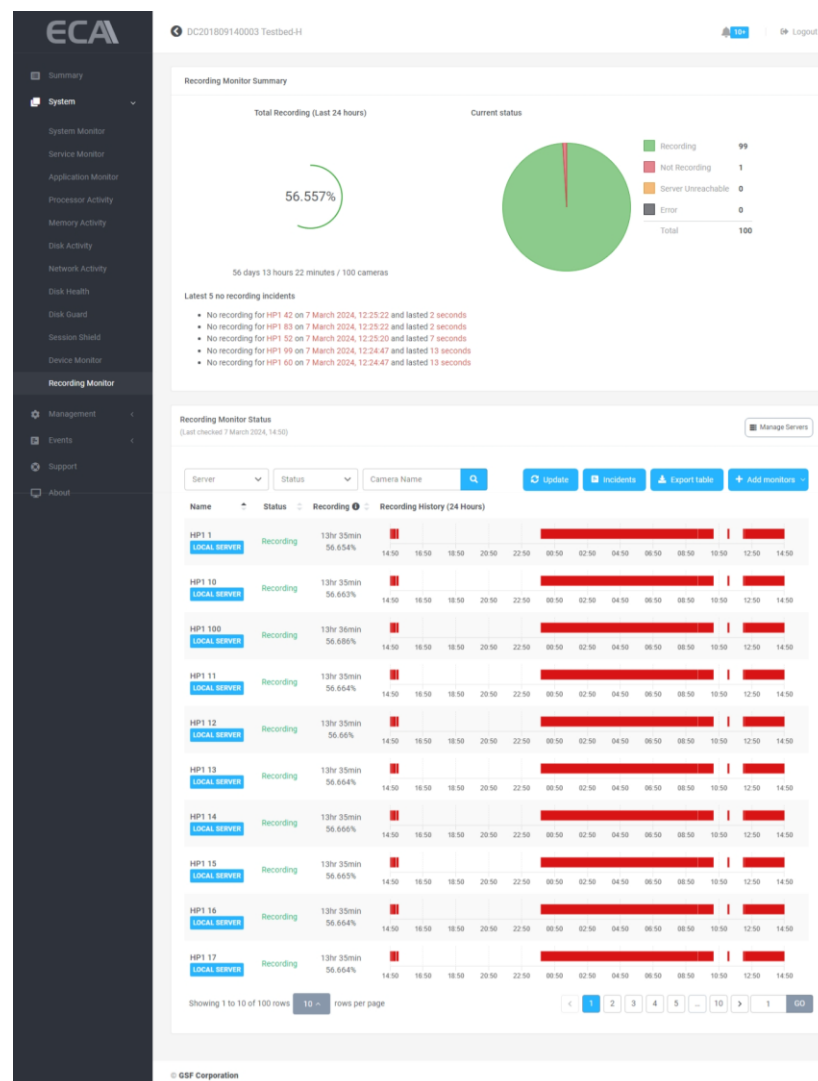 ECA
DC201809140003 Testbed-H
10+
Logout
Summary
System
System Monitor
Service Monitor
Application Monitor
Processor Activity
Memory Activity
Disk Activity
Network Activity
Disk Health
Disk Guard
Session Shield
Device Monitor
Recording Monitor
Management
Events
Support
About
Recording Monitor Summary
Total Recording (Last 24 hours)
56.557%
56 days 13 hours 22 minutes / 100 cameras
Current status
Recording 99
Not Recording 1
Server Unreachable 0
Error 0
Total 100
Latest 5 no recording incidents
No recording for HP1 42 on 7 March 2024, 12:25:22 and lasted 2 seconds
No recording for HP1 83 on 7 March 2024, 12:25:22 and lasted 2 seconds
No recording for HP1 52 on 7 March 2024, 12:25:20 and lasted 7 seconds
No recording for HP1 99 on 7 March 2024, 12:24:47 and lasted 13 seconds
No recording for HP1 60 on 7 March 2024, 12:24:47 and lasted 13 seconds
Recording Monitor Status
(Last checked 7 March 2024, 14:50)
Manage Servers
Server Status Camera Name Update Incidents Export table Add monitors
Name Status Recording Recording History (24 Hours)
HP1 1
LOCAL SERVER
Recording
13hr 35min
56.654%
14:50 16:50 18:50 20:50 22:50 00:50 02:50 04:50 06:50 08:50 10:50 12:50 14:50
HP1 10
LOCAL SERVER
Recording
13hr 35min
56.663%
14:50 16:50 18:50 20:50 22:50 00:50 02:50 04:50 06:50 08:50 10:50 12:50 14:50
HP1 100
LOCAL SERVER
Recording
13hr 36min
56.686%
14:50 16:50 18:50 20:50 22:50 00:50 02:50 04:50 06:50 08:50 10:50 12:50 14:50
HP1 11
LOCAL SERVER
Recording
13hr 35min
56.664%
14:50 16:50 18:50 20:50 22:50 00:50 02:50 04:50 06:50 08:50 10:50 12:50 14:50
HP1 12
LOCAL SERVER
Recording
13hr 35min
56.66%
14:50 16:50 18:50 20:50 22:50 00:50 02:50 04:50 06:50 08:50 10:50 12:50 14:50
HP1 13
LOCAL SERVER
Recording
13hr 35min
56.664%
14:50 16:50 18:50 20:50 22:50 00:50 02:50 04:50 06:50 08:50 10:50 12:50 14:50
HP1 14
LOCAL SERVER
Recording
13hr 35min
56.666%
14:50 16:50 18:50 20:50 22:50 00:50 02:50 04:50 06:50 08:50 10:50 12:50 14:50
HP1 15
LOCAL SERVER
Recording
13hr 35min
56.665%
14:50 16:50 18:50 20:50 22:50 00:50 02:50 04:50 06:50 08:50 10:50 12:50 14:50
HP1 16
LOCAL SERVER
Recording
13hr 35min
56.664%
14:50 16:50 18:50 20:50 22:50 00:50 02:50 04:50 06:50 08:50 10:50 12:50 14:50
HP1 17
LOCAL SERVER
Recording
13hr 35min
56.664%
14:50 16:50 18:50 20:50 22:50 00:50 02:50 04:50 06:50 08:50 10:50 12:50 14:50
Showing 1 to 10 of 100 rows 10 rows per page
1 2 3 4 5 ... 10 1 GO
© GSF Corporation